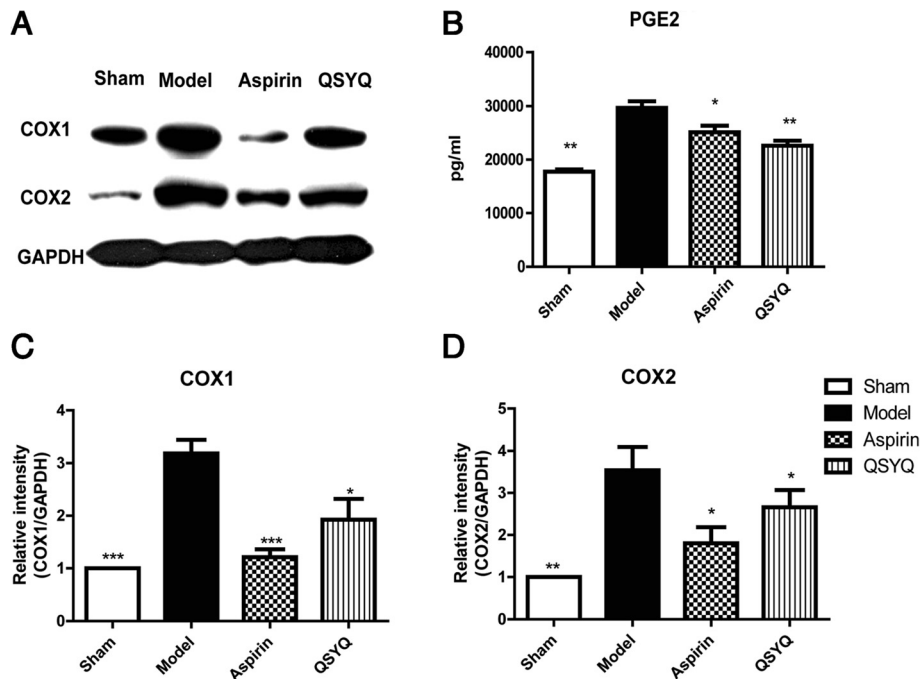 A
Sham Model Aspirin QSYQ
COX1
COX2
GAPDH
B
PGE2
pg/ml
40000
30000
20000
10000
0
*
**
**
Sham Model Aspirin QSYQ
C
COX1
Relative intensity
(COX1/GAPDH)
4
3
2
1
0
***
***
*
Sham Model Aspirin QSYQ
D
COX2
Relative intensity
(COX2/GAPDH)
5
4
3
2
1
0
**
*
*
Sham Model Aspirin QSYQ
Sham
Model
Aspirin
QSYQ